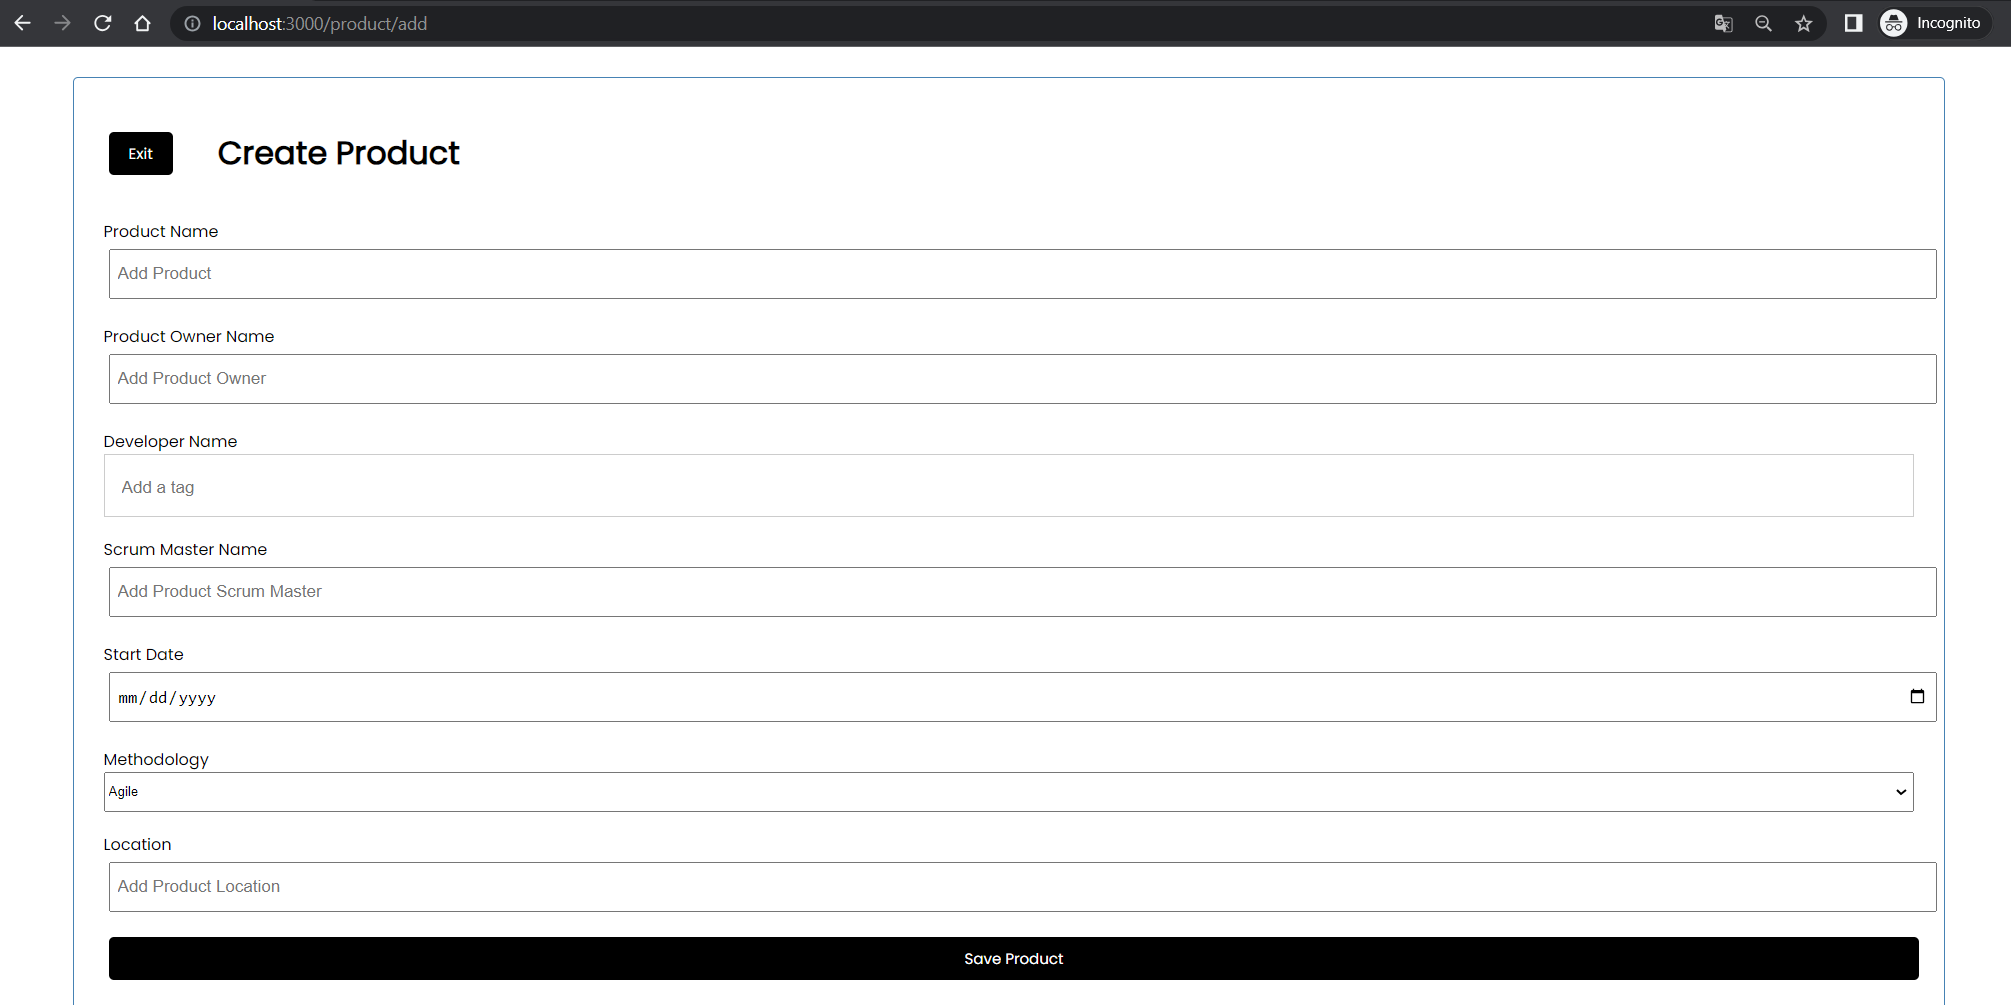 localhost:3000/product/add
Incognito
Exit
Create Product
Product Name
Add Product
Product Owner Name
Add Product Owner
Developer Name
Add a tag
Scrum Master Name
Add Product Scrum Master
Start Date
mm/dd/yyyy
Methodology
Agile
Location
Add Product Location
Save Product